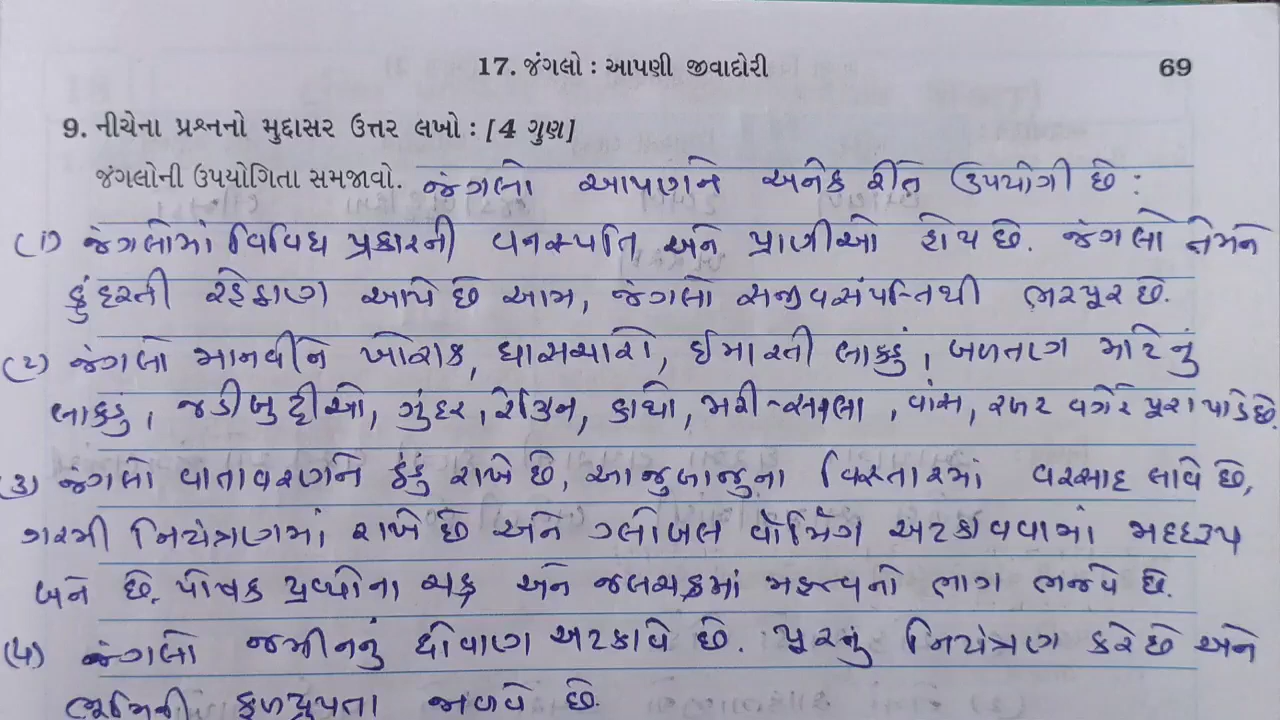 17. જંગલો : આપણી જીવાદોરી 69
9. નીચેના પ્રશ્નનો મુદ્દાસર ઉત્તર લખો : [4 ગુણ]
જંગલોની ઉપયોગિતા સમજાવો. જંગલો આપણને અનેક રીતે ઉપયોગી છે :
(1) જંગલોમાં વિવિધ પ્રકારની વનસ્પતિ અને પ્રાણીઓ હોય છે. જંગલો તેમને
કુદરતી રહેઠાણ આપે છે આમ, જંગલો સજીવસંપત્તિથી ભરપૂર છે.
(2) જંગલો માનવીને ખોરાક, ઘાસચારો, ઈમારતી લાકડું, બળતણ માટેનું
લાકડું, જડીબુટ્ટીઓ, ગુંદર, રેઝિન, કાથો, મરી-મસાલા, વાંસ, રબર વગેરે પૂરા પાડે છે.
(3) જંગલો વાતાવરણને ઠંડું રાખે છે, આજુબાજુના વિસ્તારમાં વરસાદ લાવે છે,
ગરમી નિયંત્રણમાં રાખે છે અને ગ્લોબલ વૉર્મિંગ અટકાવવામાં મદદરૂપ
બને છે. પોષક દ્રવ્યોના ચક્ર અને જલચક્રમાં મહત્ત્વનો ભાગ ભજવે છે.
(4) જંગલો જમીનનું ધોવાણ અટકાવે છે. પૂરનું નિયંત્રણ કરે છે અને
ભૂમિની ફળદ્રુપતા જાળવે છે.